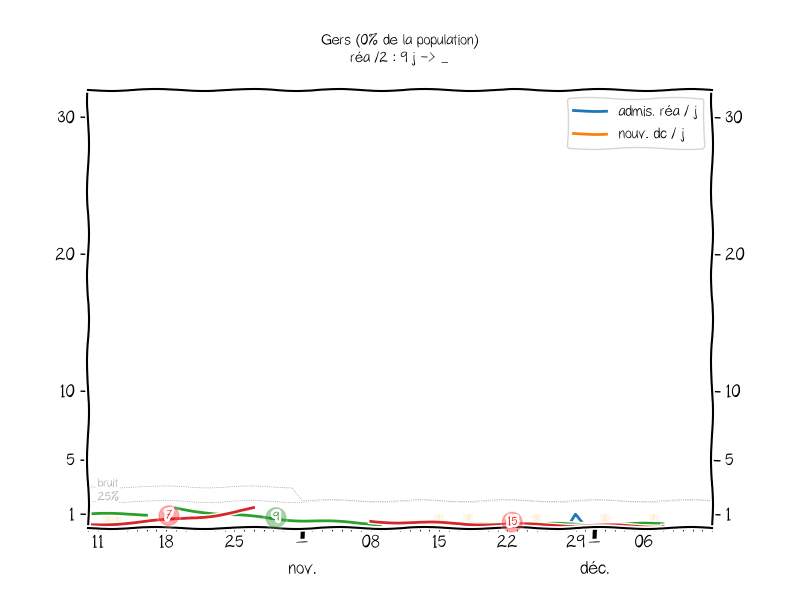 Gers (0% de la population)
réa /2 : 9 j -> _
admis. réa / j
nouv. dc / j
30
30
20
20
10
10
5
5
bruit
25%
1
1
7
9
15
11 18 25 08 15 22 29 06
nov. déc.